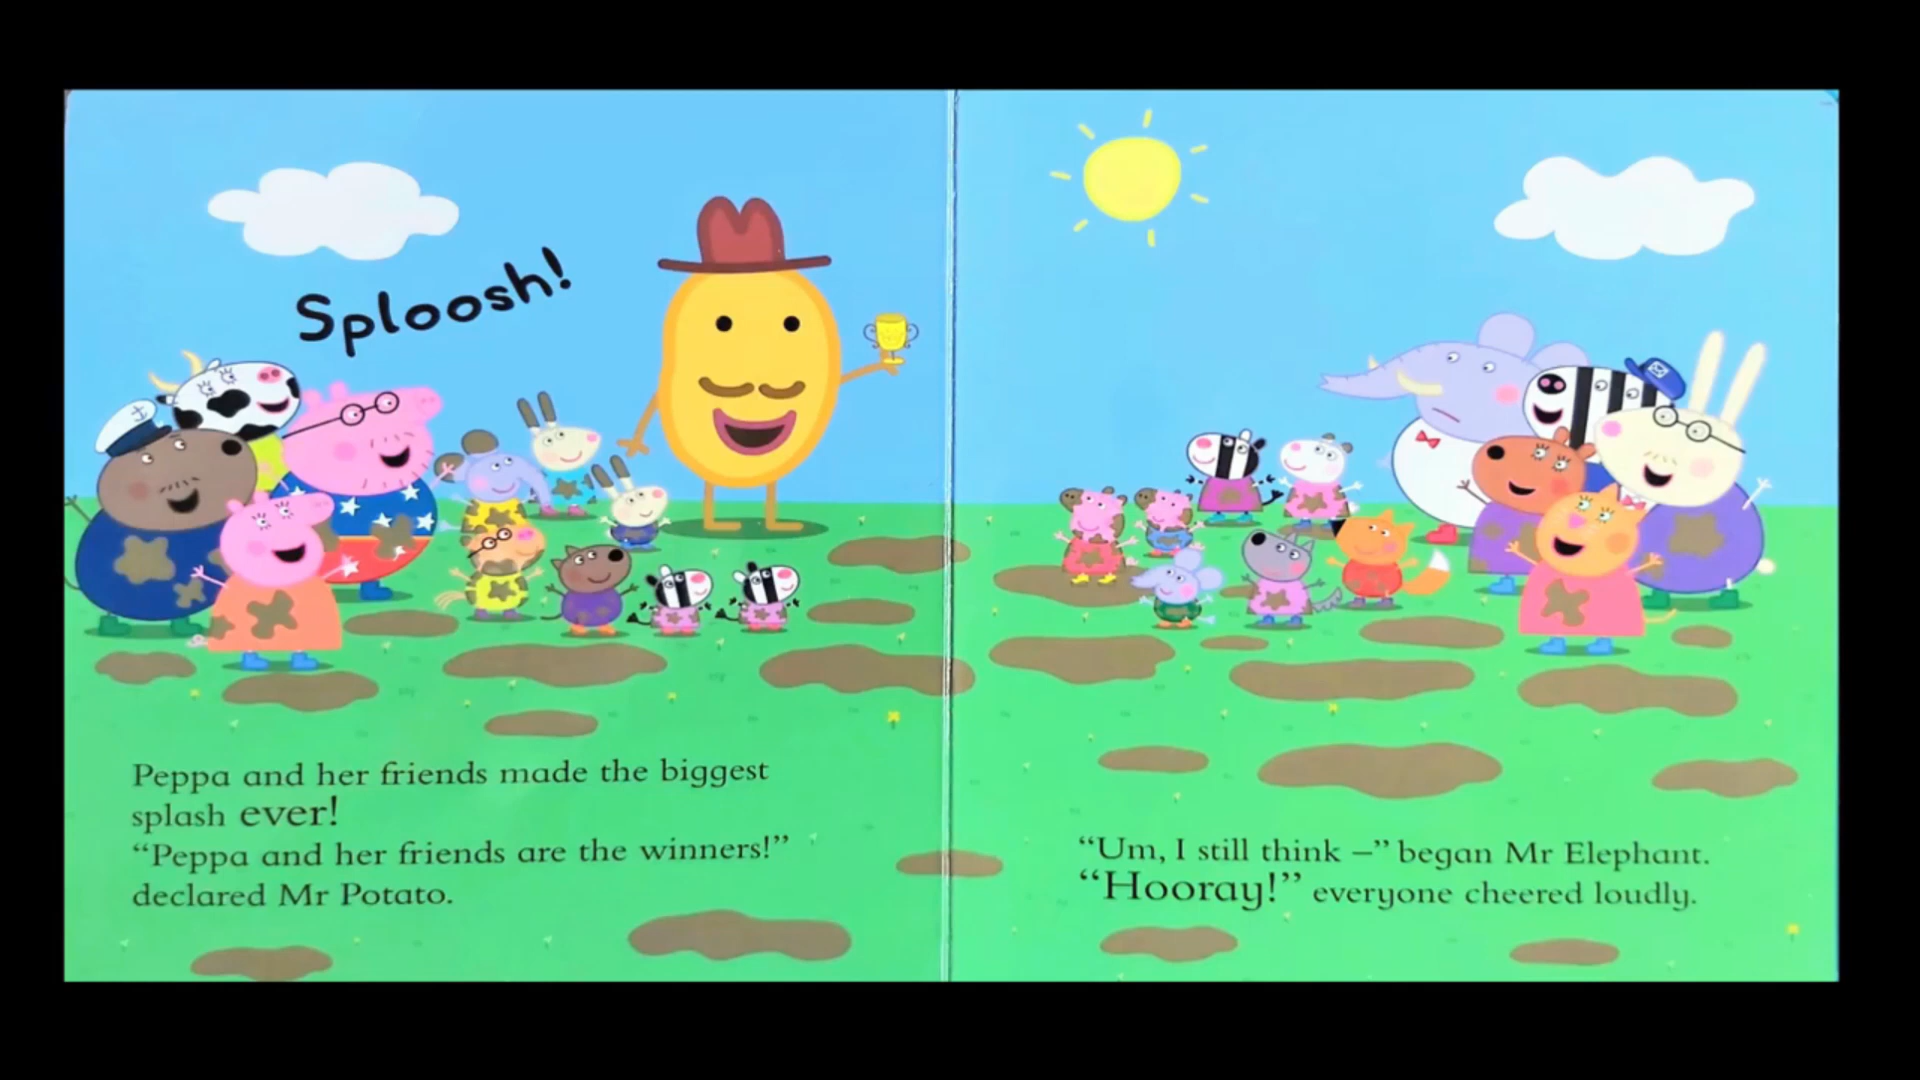 Sploosh!
Peppa and her friends made the biggest
splash ever!
“Peppa and her friends are the winners!”
declared Mr Potato.
“Um, I still think –” began Mr Elephant.
“Hooray!” everyone cheered loudly.